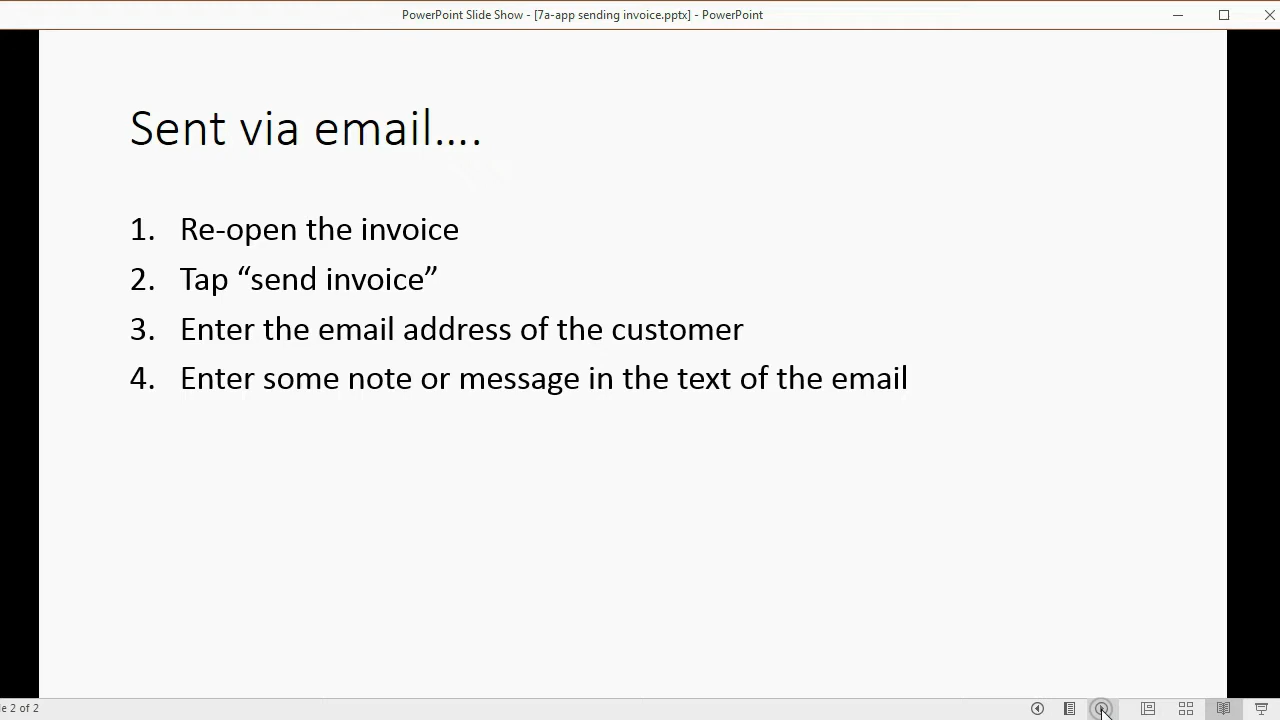 PowerPoint Slide Show - [7a-app sending invoice.pptx] - PowerPoint
Sent via email....
1. Re-open the invoice
2. Tap “send invoice”
3. Enter the email address of the customer
4. Enter some note or message in the text of the email
le 2 of 2